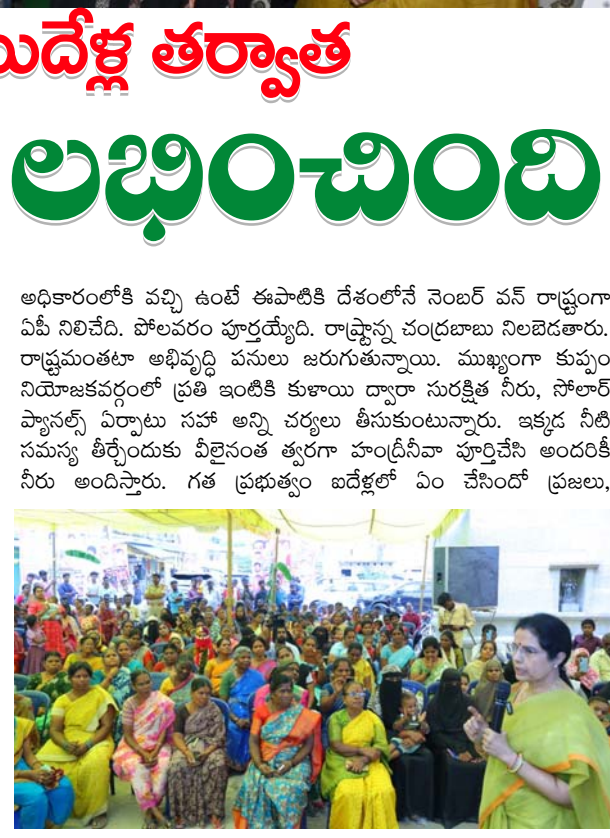 యిదేళ్ల తర్వాత
లభించింది
అధికారంలోకి వచ్చి ఉంటే ఈపాటికి దేశంలోనే నెంబర్ వన్ రాష్ట్రంగా
ఏపీ నిలిచేది. పోలవరం పూర్తయ్యేది. రాష్ట్రాన్న చంద్రబాబు నిలబెడతారు.
రాష్ట్రమంతటా అభివృద్ధి పనులు జరుగుతున్నాయి. ముఖ్యంగా కుప్పం
నియోజకవర్గంలో ప్రతి ఇంటికి కుళాయి ద్వారా సురక్షిత నీరు, సోలార్
ప్యానల్స్ ఏర్పాటు సహా అన్ని చర్యలు తీసుకుంటున్నారు. ఇక్కడ నీటి
సమస్య తీర్చేందుకు వీలైనంత త్వరగా హంద్రీనీవా పూర్తిచేసి అందరికీ
నీరు అందిస్తారు. గత ప్రభుత్వం ఐదేళ్లలో ఏం చేసిందో ప్రజలు,